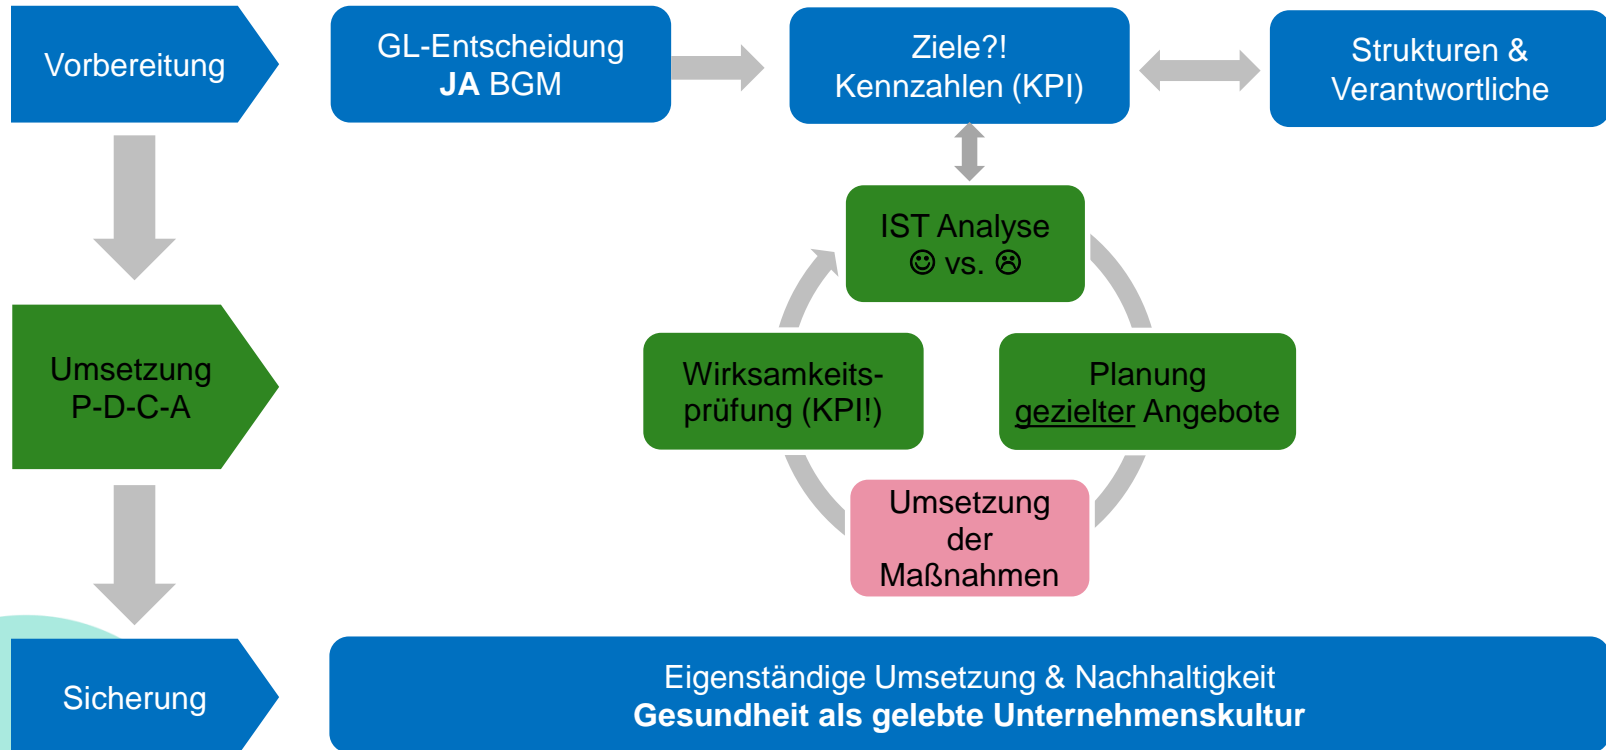 Vorbereitung
GL-Entscheidung
JA BGM
Ziele?!
Kennzahlen (KPI)
Strukturen &
Verantwortliche
IST Analyse
☺ vs. ☹
Umsetzung
P-D-C-A
Wirksamkeits-
prüfung (KPI!)
Planung
gezielter Angebote
Umsetzung
der
Maßnahmen
Sicherung
Eigenständige Umsetzung & Nachhaltigkeit
Gesundheit als gelebte Unternehmenskultur